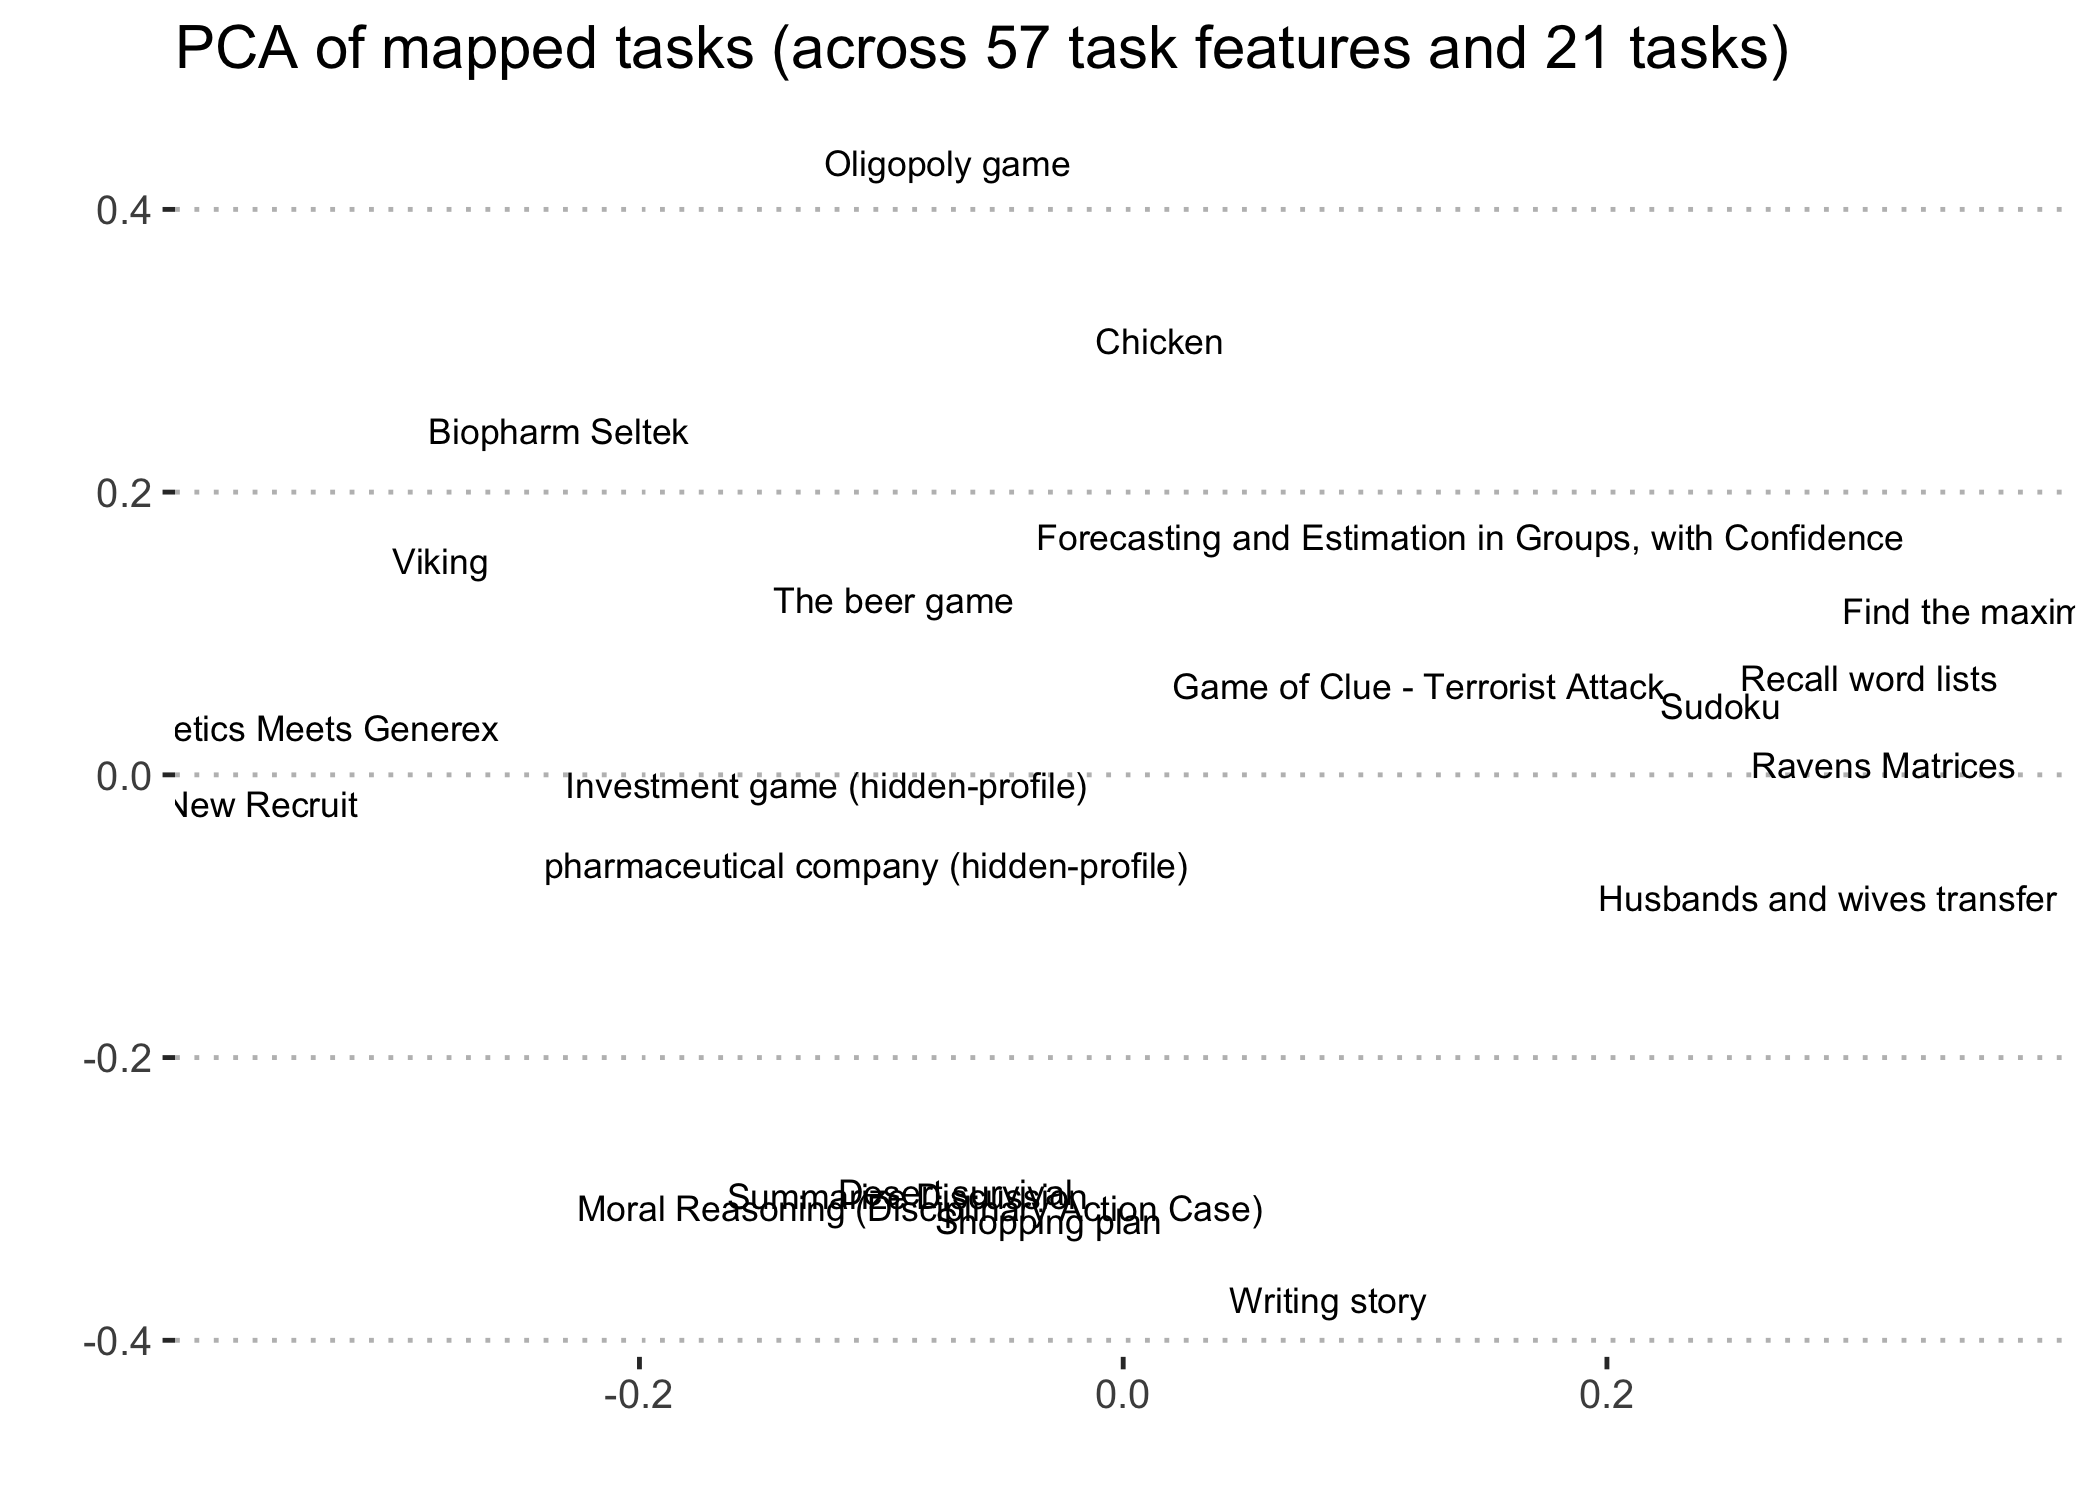 PCA of mapped tasks (across 57 task features and 21 tasks)
Oligopoly game
0.4
Chicken
Biopharm Seltek
0.2
Forecasting and Estimation in Groups, with Confidence
Viking
The beer game
Find the maxim
Recall word lists
Game of Clue - Terrorist Attack
Sudoku
etics Meets Generex
Ravens Matrices
0.0
Investment game (hidden-profile)
New Recruit
pharmaceutical company (hidden-profile)
Husbands and wives transfer
-0.2
Desert survival
Summarize Discussion
Moral Reasoning (Disciplinary Action Case)
Shopping plan
Writing story
-0.4
-0.2 0.0 0.2